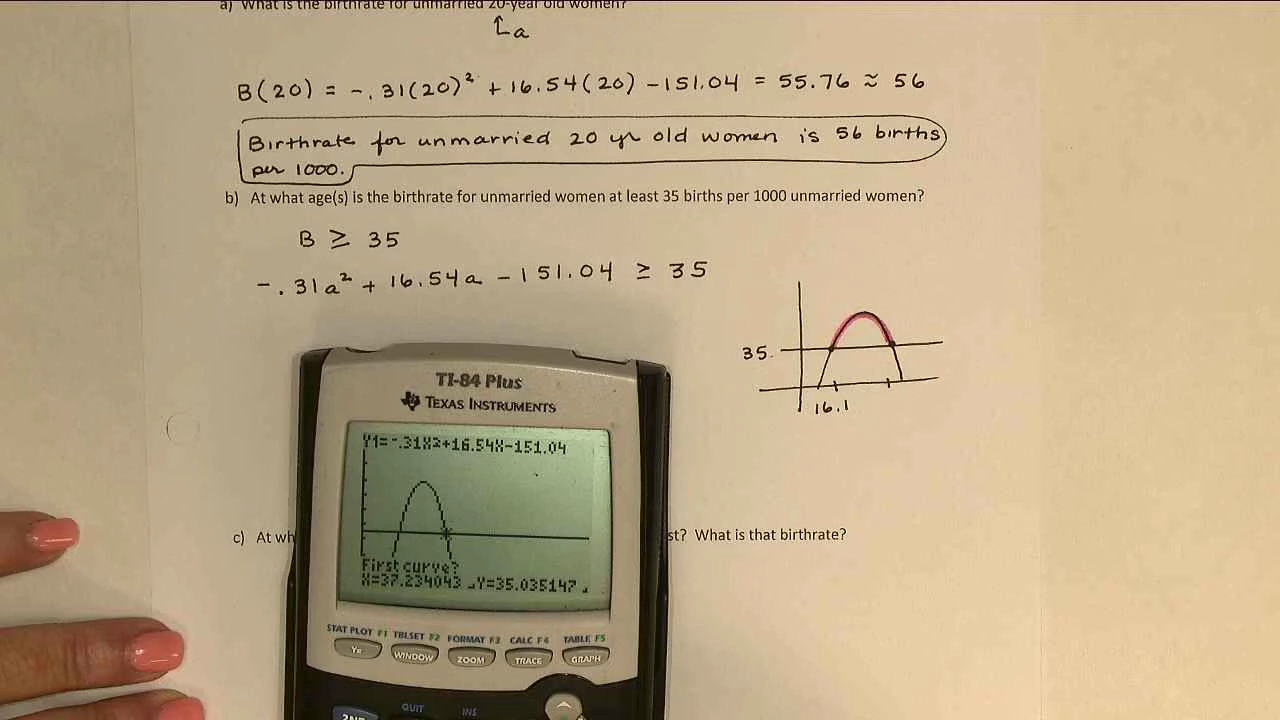 a) What is the birthrate for unmarried 20-year old women?
↑a
B(20) = -.31(20)² + 16.54(20) -151.04 = 55.76 ≈ 56
Birthrate for unmarried 20 yr old women is 56 births
per 1000.
b) At what age(s) is the birthrate for unmarried women at least 35 births per 1000 unmarried women?
B ≥ 35
-.31a² + 16.54a - 151.04 ≥ 35
35
16.1
TI-84 Plus
TEXAS INSTRUMENTS
Y1=-.31X2+16.54X-151.04
First curve?
X=37.234043 Y=35.035147
c) At wh st? What is that birthrate?
STAT PLOT F1 TBLSET F2 FORMAT F3 CALC F4 TABLE F5
Y= WINDOW ZOOM TRACE GRAPH
QUIT INS
2ND